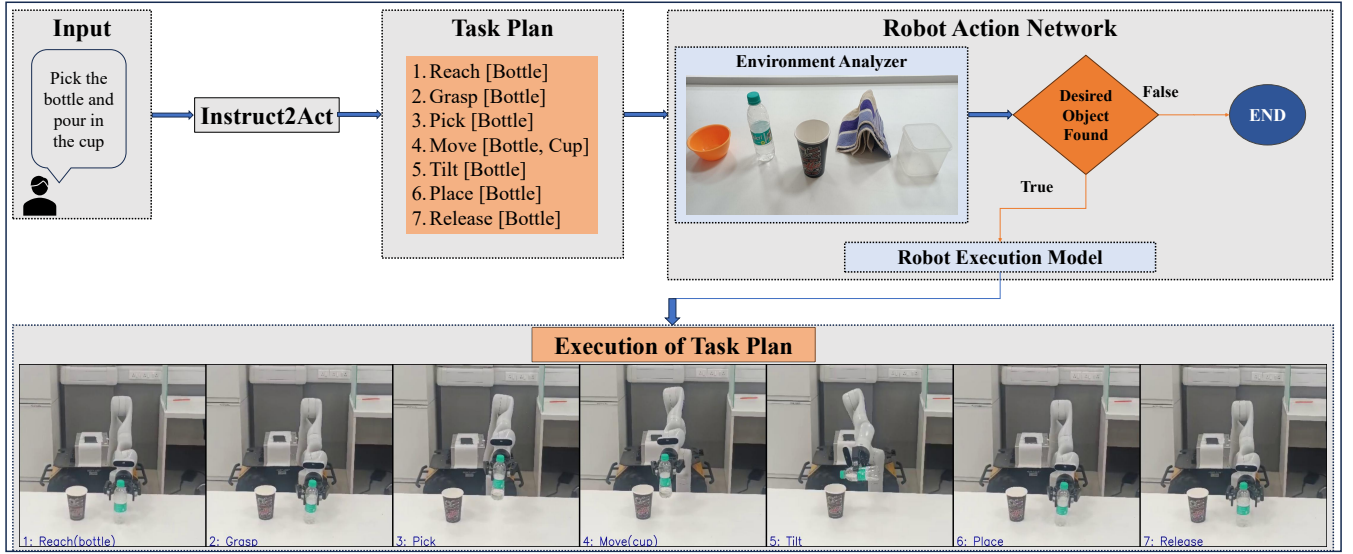 Input
Pick the
bottle and
pour in
the cup
Instruct2Act
Task Plan
1. Reach [Bottle]
2. Grasp [Bottle]
3. Pick [Bottle]
4. Move [Bottle, Cup]
5. Tilt [Bottle]
6. Place [Bottle]
7. Release [Bottle]
Robot Action Network
Environment Analyzer
Desired
Object
Found
False
END
True
Robot Execution Model
Execution of Task Plan
1: Reach(bottle)
2: Grasp
3: Pick
4: Move(cup)
5: Tilt
6: Place
7: Release